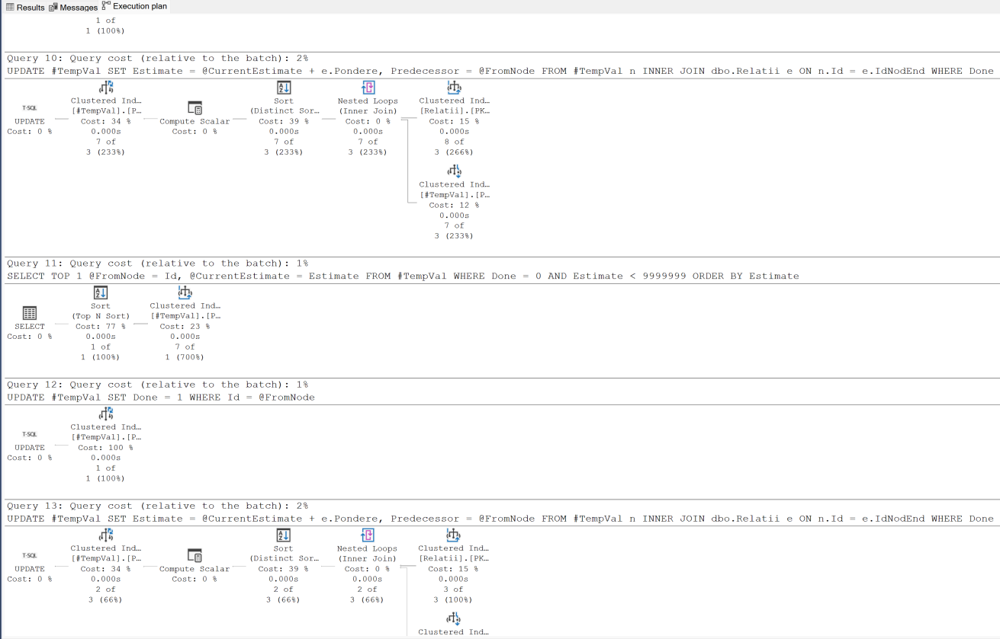 Results Messages Execution plan
1 of
1 (100%)
Query 10: Query cost (relative to the batch): 2%
UPDATE #TempVal SET Estimate = @CurrentEstimate + e.Pondere, Predecessor = @FromNode FROM #TempVal n INNER JOIN dbo.Relatii e ON n.Id = e.IdNodEnd WHERE Done
T-SQL
UPDATE
Cost: 0 %
Clustered Ind…
[#TempVal].[P…
Cost: 34 %
0.000s
7 of
3 (233%)
Compute Scalar
Cost: 0 %
Sort
(Distinct Sor…
Cost: 39 %
0.000s
7 of
3 (233%)
Nested Loops
(Inner Join)
Cost: 0 %
0.000s
7 of
3 (233%)
Clustered Ind…
[Relatii].[PK…
Cost: 15 %
0.000s
8 of
3 (266%)
Clustered Ind…
[#TempVal].[P…
Cost: 12 %
0.000s
7 of
3 (233%)
Query 11: Query cost (relative to the batch): 1%
SELECT TOP 1 @FromNode = Id, @CurrentEstimate = Estimate FROM #TempVal WHERE Done = 0 AND Estimate < 9999999 ORDER BY Estimate
SELECT
Cost: 0 %
Sort
(Top N Sort)
Cost: 77 %
0.000s
1 of
1 (100%)
Clustered Ind…
[#TempVal].[P…
Cost: 23 %
0.000s
7 of
1 (700%)
Query 12: Query cost (relative to the batch): 1%
UPDATE #TempVal SET Done = 1 WHERE Id = @FromNode
T-SQL
UPDATE
Cost: 0 %
Clustered Ind…
[#TempVal].[P…
Cost: 100 %
0.000s
1 of
1 (100%)
Query 13: Query cost (relative to the batch): 2%
UPDATE #TempVal SET Estimate = @CurrentEstimate + e.Pondere, Predecessor = @FromNode FROM #TempVal n INNER JOIN dbo.Relatii e ON n.Id = e.IdNodEnd WHERE Done
T-SQL
UPDATE
Cost: 0 %
Clustered Ind…
[#TempVal].[P…
Cost: 34 %
0.000s
2 of
3 (66%)
Compute Scalar
Cost: 0 %
Sort
(Distinct Sor…
Cost: 39 %
0.000s
2 of
3 (66%)
Nested Loops
(Inner Join)
Cost: 0 %
0.000s
2 of
3 (66%)
Clustered Ind…
[Relatii].[PK…
Cost: 15 %
0.000s
3 of
3 (100%)
Clustered Ind…